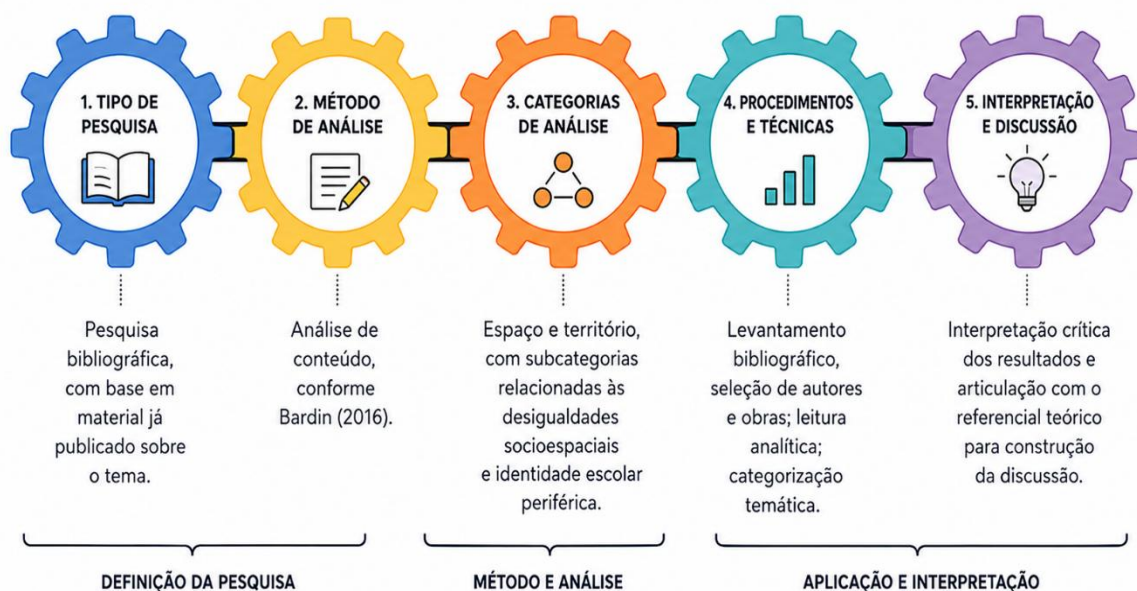 1. TIPO DE
PESQUISA
2. MÉTODO
DE ANÁLISE
3. CATEGORIAS
DE ANÁLISE
4. PROCEDIMENTOS
E TÉCNICAS
5. INTERPRETAÇÃO
E DISCUSSÃO
Pesquisa
bibliográfica,
com base em
material já
publicado sobre
o tema.
Análise de
conteúdo,
conforme
Bardin (2016).
Espaço e território,
com subcategorias
relacionadas às
desigualdades
socioespaciais
e identidade escolar
periférica.
Levantamento
bibliográfico,
seleção de autores
e obras; leitura
analítica;
categorização
temática.
Interpretação crítica
dos resultados e
articulação com o
referencial teórico
para construção
da discussão.
DEFINIÇÃO DA PESQUISA
MÉTODO E ANÁLISE
APLICAÇÃO E INTERPRETAÇÃO